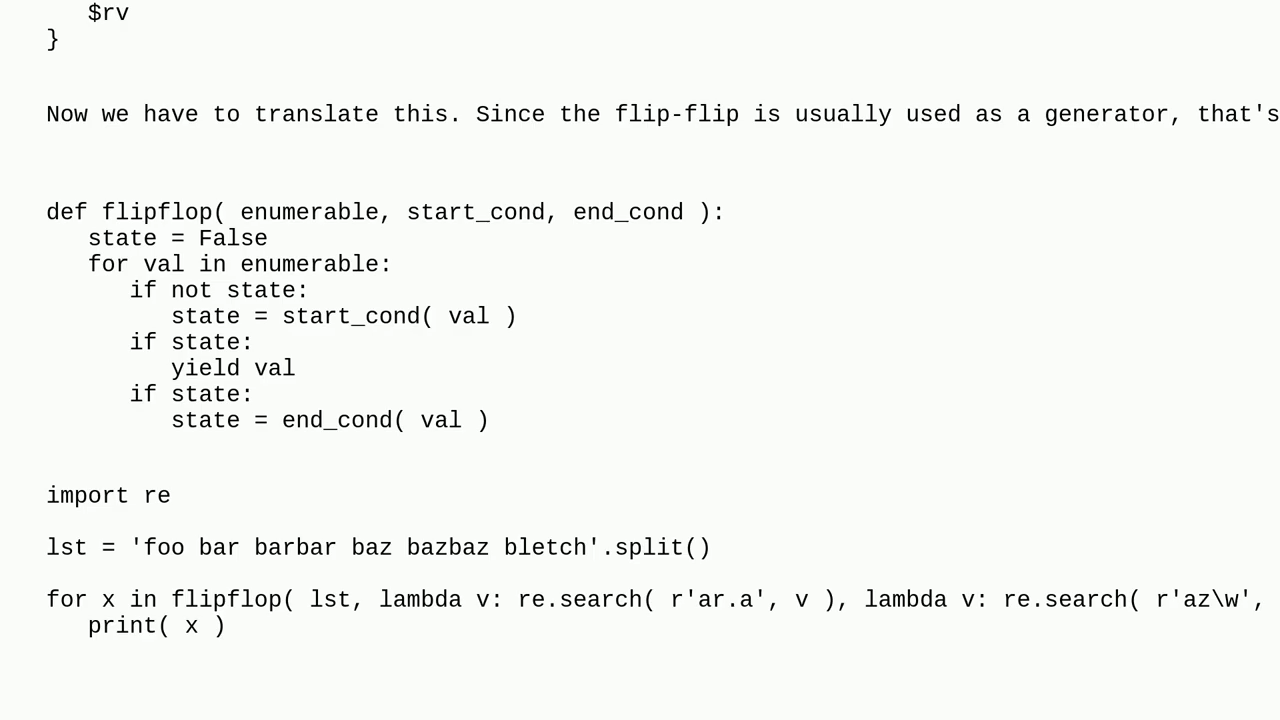 $rv
}
Now we have to translate this. Since the flip-flip is usually used as a generator, that's
def flipflop( enumerable, start_cond, end_cond ):
   state = False
   for val in enumerable:
      if not state:
         state = start_cond( val )
      if state:
         yield val
      if state:
         state = end_cond( val )
import re
lst = 'foo bar barbar baz bazbaz bletch'.split()
for x in flipflop( lst, lambda v: re.search( r'ar.a', v ), lambda v: re.search( r'az\w',
   print( x )